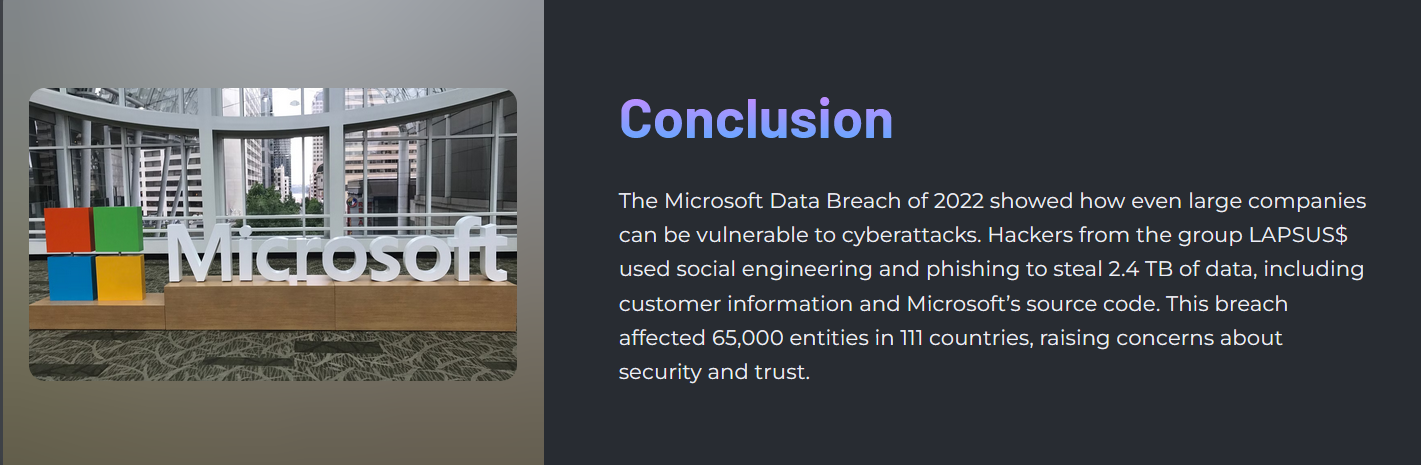 Microsoft
Conclusion
The Microsoft Data Breach of 2022 showed how even large companies
can be vulnerable to cyberattacks. Hackers from the group LAPSUS$
used social engineering and phishing to steal 2.4 TB of data, including
customer information and Microsoft’s source code. This breach
affected 65,000 entities in 111 countries, raising concerns about
security and trust.